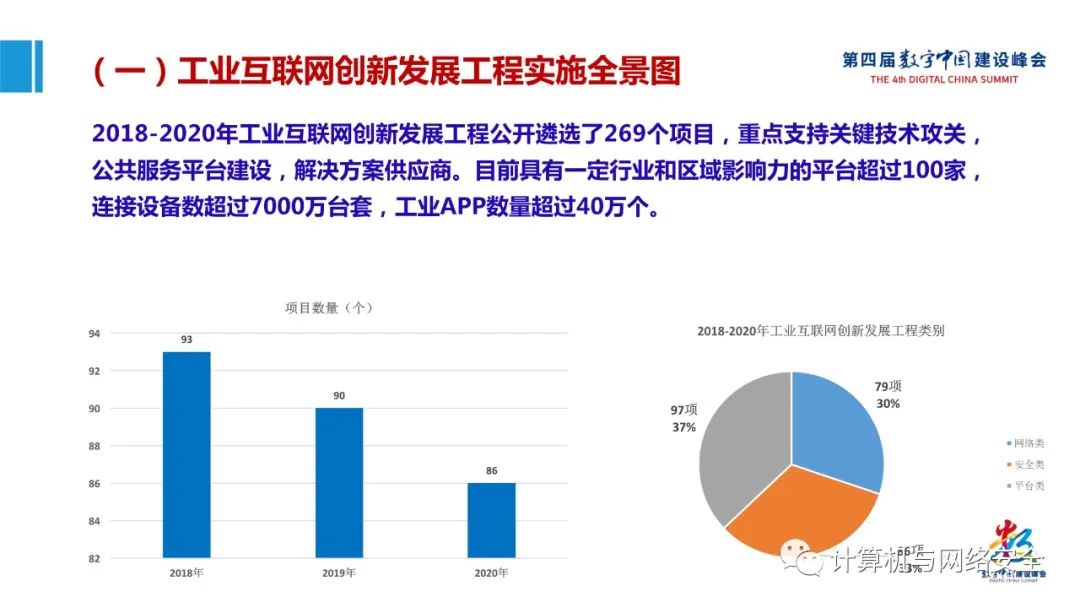 （一）工业互联网创新发展工程实施全景图
第四届数字中国建设峰会
THE 4th DIGITAL CHINA SUMMIT
2018-2020年工业互联网创新发展工程公开遴选了269个项目，重点支持关键技术攻关，
公共服务平台建设，解决方案供应商。目前具有一定行业和区域影响力的平台超过100家，
连接设备数超过7000万台套，工业APP数量超过40万个。
项目数量（个）
94
92
90
88
86
84
82
93
90
86
2018年
2019年
2020年
2018-2020年工业互联网创新发展工程类别
79项
30%
97项
37%
网络类
安全类
平台类
计算机与网络安全
数字中国建设峰会